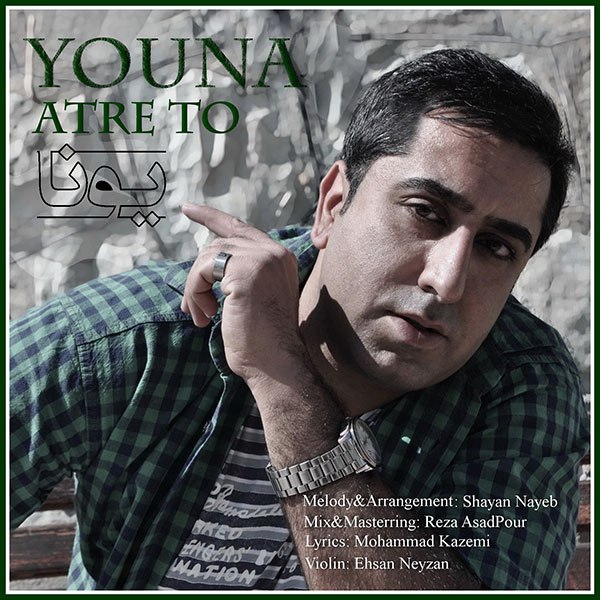 YOUNA
ATRE TO
یونا
Melody&Arrangement: Shayan Nayeb
Mix&Masterring: Reza AsadPour
Lyrics: Mohammad Kazemi
Violin: Ehsan Neyzan